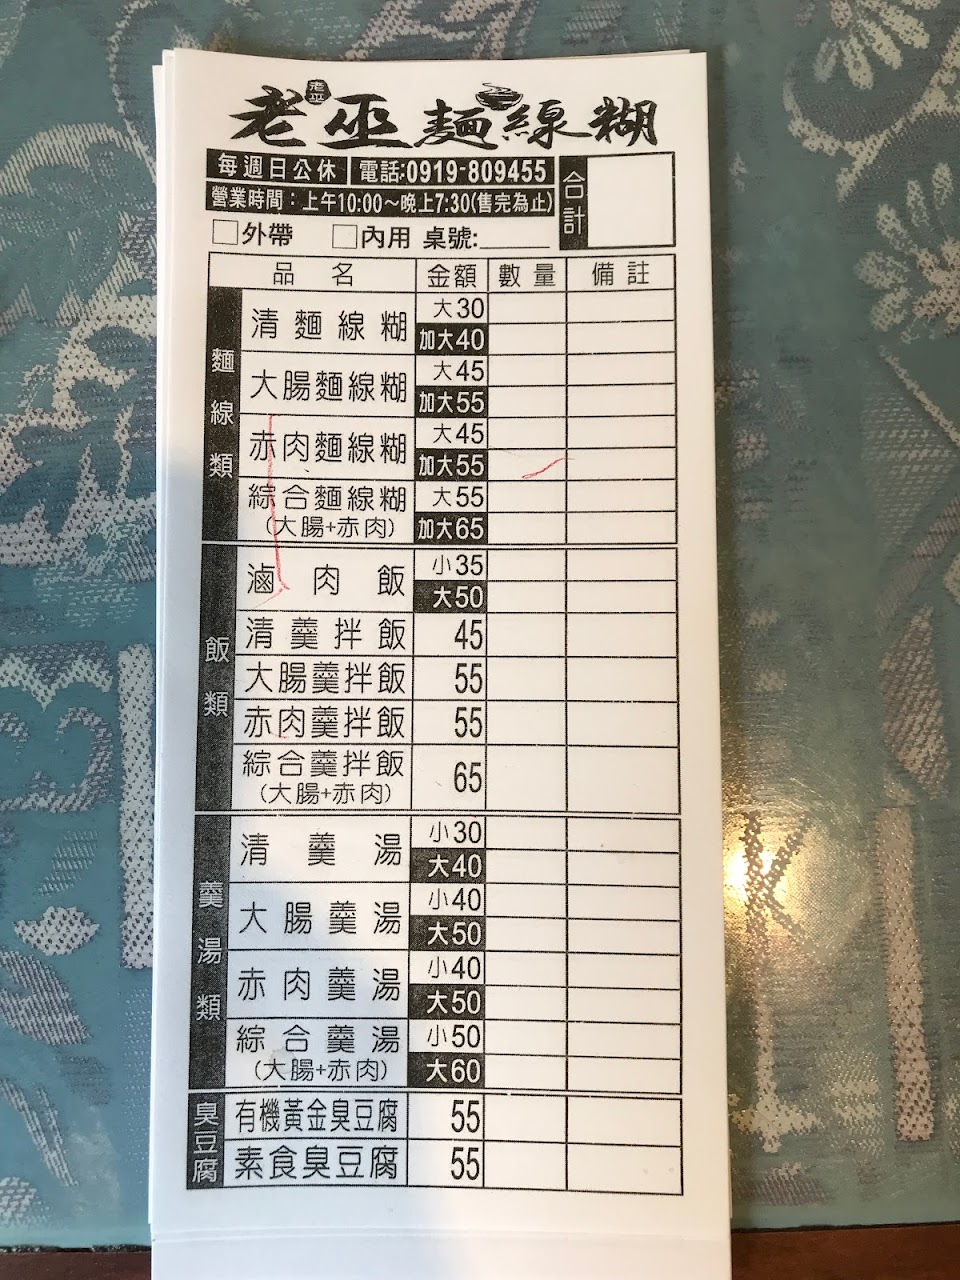 老巫
老巫麵線糊
每週日公休 電話:0919-809455
營業時間：上午10:00～晚上7:30(售完為止)
合計
外帶 內用 桌號:
品名 金額 數量 備註
麵線類
清麵線糊 大30
加大40
大腸麵線糊 大45
加大55
赤肉麵線糊 大45
加大55
綜合麵線糊 大55
(大腸+赤肉) 加大65
飯類
滷肉飯 小35
大50
清羹拌飯 45
大腸羹拌飯 55
赤肉羹拌飯 55
綜合羹拌飯 65
(大腸+赤肉)
羹湯類
清羹湯 小30
大40
大腸羹湯 小40
大50
赤肉羹湯 小40
大50
綜合羹湯 小50
(大腸+赤肉) 大60
臭豆腐
有機黃金臭豆腐 55
素食臭豆腐 55